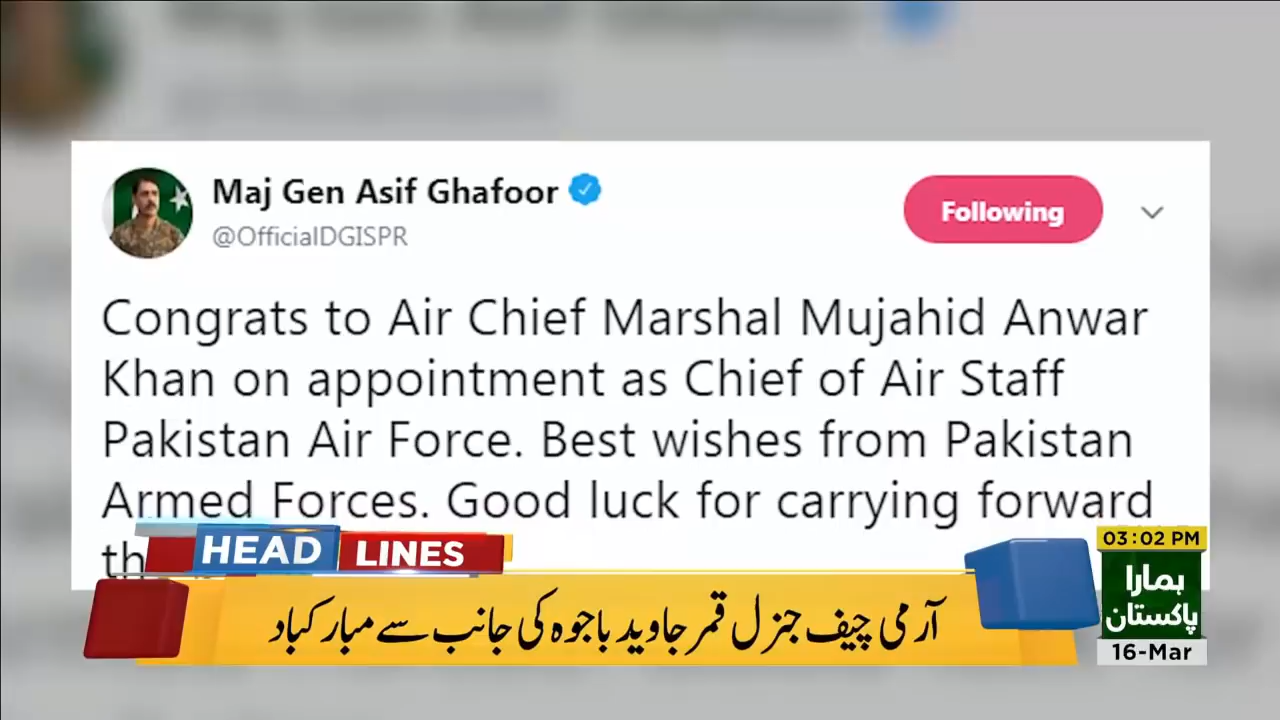 Maj Gen Asif Ghafoor
@OfficialDGISPR
Following
Congrats to Air Chief Marshal Mujahid Anwar
Khan on appointment as Chief of Air Staff
Pakistan Air Force. Best wishes from Pakistan
Armed Forces. Good luck for carrying forward
HEAD LINES
آرمی چیف جنرل قمر جاوید باجوہ کی جانب سے مبارکباد
03:02 PM
ہمارا
پاکستان
16-Mar